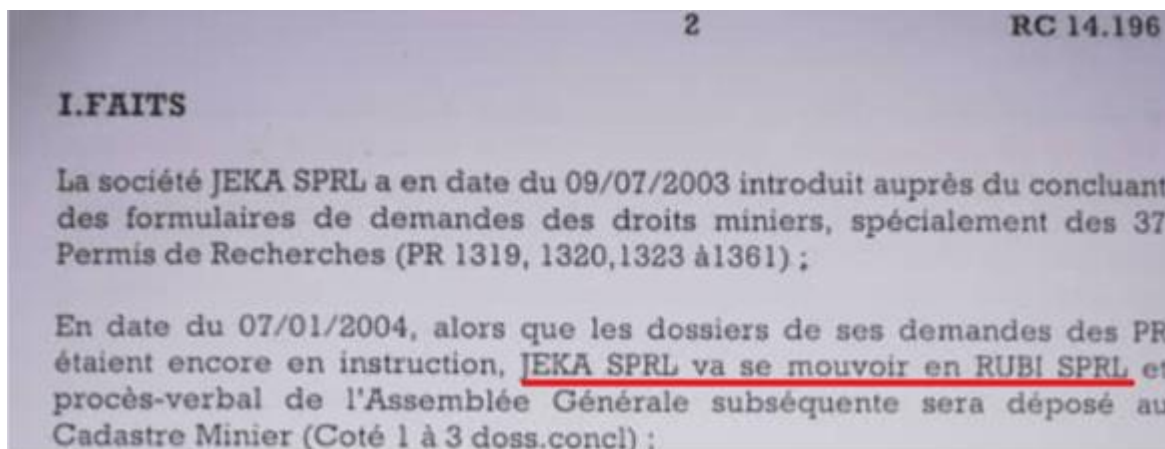 2 RC 14.196
I.FAITS
La société JEKA SPRL a en date du 09/07/2003 introduit auprès du concluant
des formulaires de demandes des droits miniers, spécialement des 37
Permis de Recherches (PR 1319, 1320,1323 à1361) ;
En date du 07/01/2004, alors que les dossiers de ses demandes des PR
étaient encore en instruction, JEKA SPRL va se mouvoir en RUBI SPRL et
procès-verbal de l'Assemblée Générale subséquente sera déposé au
Cadastre Minier (Coté 1 à 3 doss.concl) ;